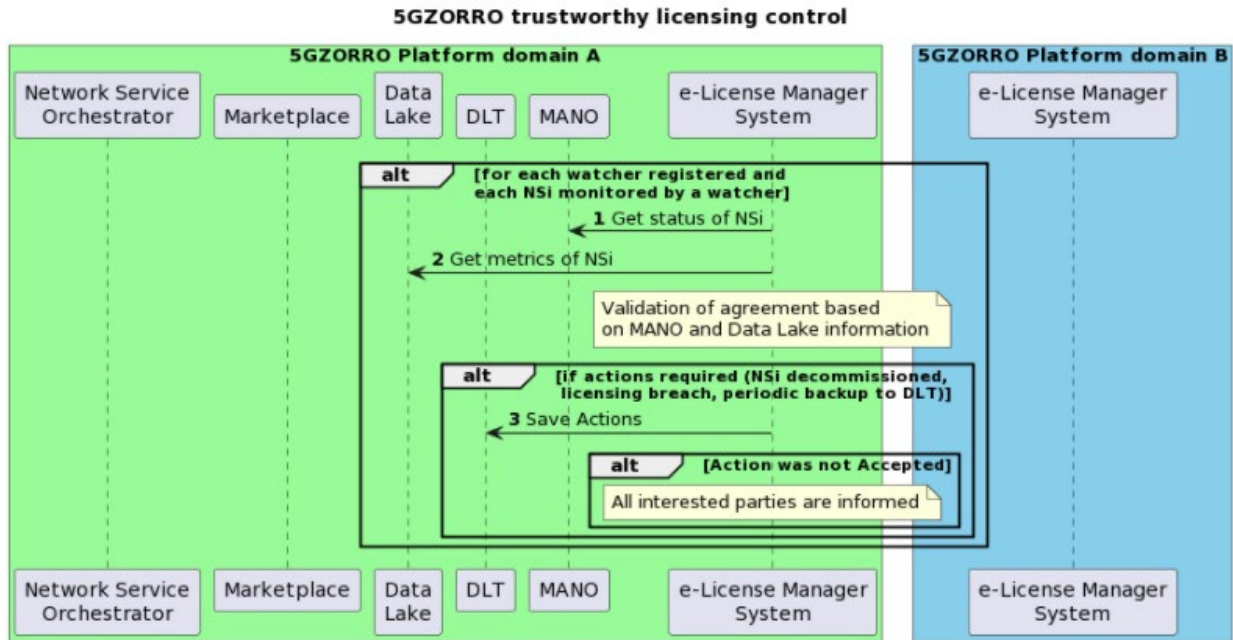 5GZORRO trustworthy licensing control
5GZORRO Platform domain A
5GZORRO Platform domain B
Network Service
Orchestrator
Marketplace
Data
Lake
DLT
MANO
e-License Manager
System
e-License Manager
System
alt
[for each watcher registered and
each NSi monitored by a watcher]
1 Get status of NSi
2 Get metrics of NSi
Validation of agreement based
on MANO and Data Lake information
alt
[if actions required (NSi decommissioned,
licensing breach, periodic backup to DLT)]
3 Save Actions
alt
[Action was not Accepted]
All interested parties are informed
Network Service
Orchestrator
Marketplace
Data
Lake
DLT
MANO
e-License Manager
System
e-License Manager
System